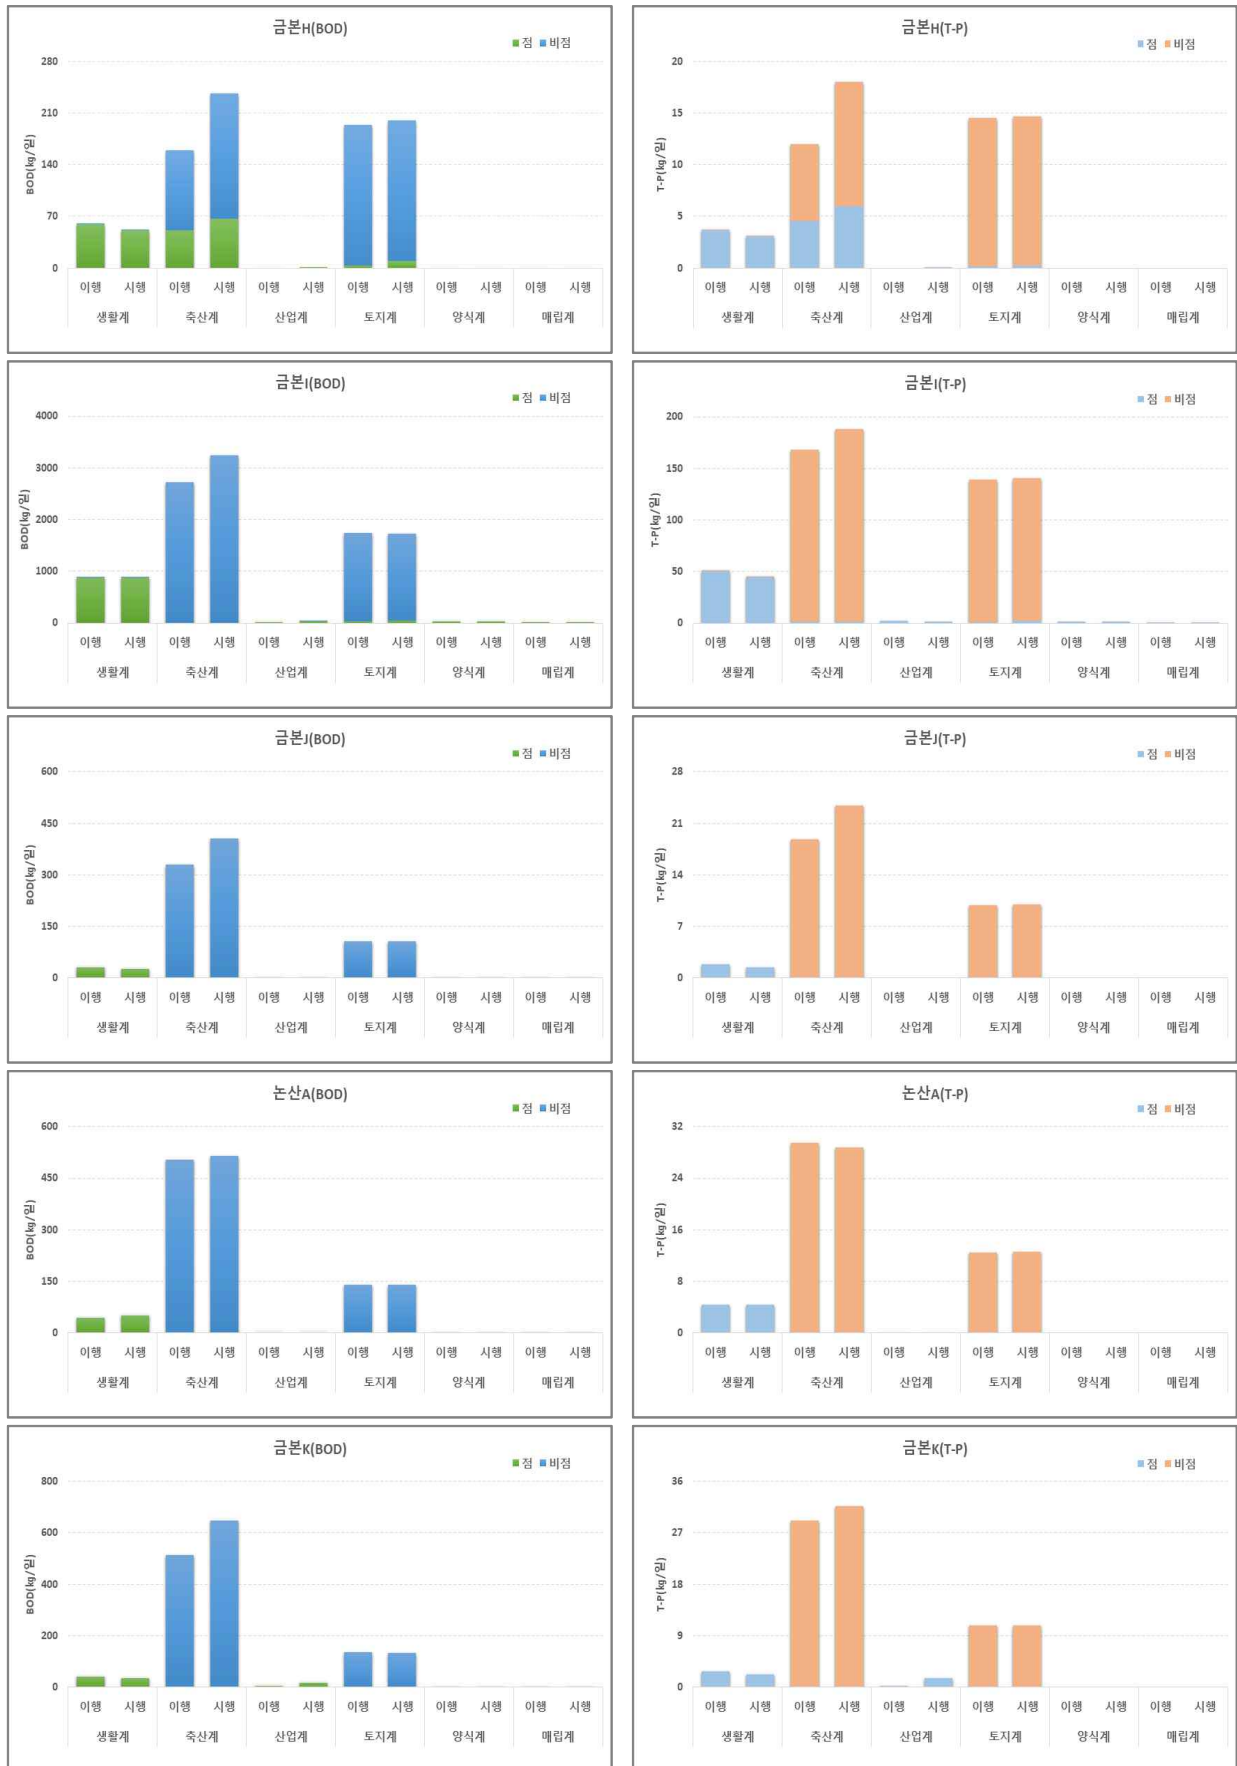 금본H(BOD)
점 비점
280
210
140
70
0
BOD(kg/일)
이행 시행 이행 시행 이행 시행 이행 시행 이행 시행 이행 시행
생활계 축산계 산업계 토지계 양식계 매립계
금본H(T-P)
점 비점
20
15
10
5
0
T-P(kg/일)
이행 시행 이행 시행 이행 시행 이행 시행 이행 시행 이행 시행
생활계 축산계 산업계 토지계 양식계 매립계
금본I(BOD)
점 비점
4000
3000
2000
1000
0
BOD(kg/일)
이행 시행 이행 시행 이행 시행 이행 시행 이행 시행 이행 시행
생활계 축산계 산업계 토지계 양식계 매립계
금본I(T-P)
점 비점
200
150
100
50
0
T-P(kg/일)
이행 시행 이행 시행 이행 시행 이행 시행 이행 시행 이행 시행
생활계 축산계 산업계 토지계 양식계 매립계
금본J(BOD)
점 비점
600
450
300
150
0
BOD(kg/일)
이행 시행 이행 시행 이행 시행 이행 시행 이행 시행 이행 시행
생활계 축산계 산업계 토지계 양식계 매립계
금본J(T-P)
점 비점
28
21
14
7
0
T-P(kg/일)
이행 시행 이행 시행 이행 시행 이행 시행 이행 시행 이행 시행
생활계 축산계 산업계 토지계 양식계 매립계
논산A(BOD)
점 비점
600
450
300
150
0
BOD(kg/일)
이행 시행 이행 시행 이행 시행 이행 시행 이행 시행 이행 시행
생활계 축산계 산업계 토지계 양식계 매립계
논산A(T-P)
점 비점
32
24
16
8
0
T-P(kg/일)
이행 시행 이행 시행 이행 시행 이행 시행 이행 시행 이행 시행
생활계 축산계 산업계 토지계 양식계 매립계
금본K(BOD)
점 비점
800
600
400
200
0
BOD(kg/일)
이행 시행 이행 시행 이행 시행 이행 시행 이행 시행 이행 시행
생활계 축산계 산업계 토지계 양식계 매립계
금본K(T-P)
점 비점
36
27
18
9
0
T-P(kg/일)
이행 시행 이행 시행 이행 시행 이행 시행 이행 시행 이행 시행
생활계 축산계 산업계 토지계 양식계 매립계